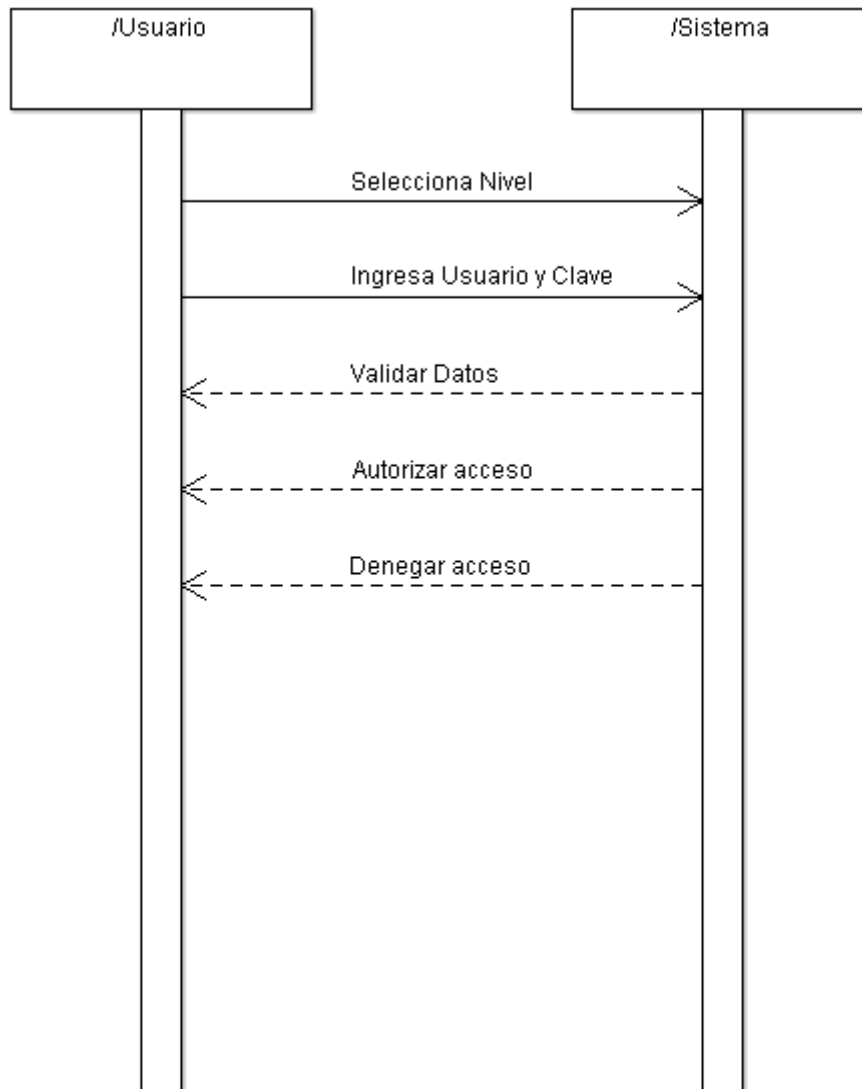 /Usuario
/Sistema
Selecciona Nivel
Ingresa Usuario y Clave
Validar Datos
Autorizar acceso
Denegar acceso